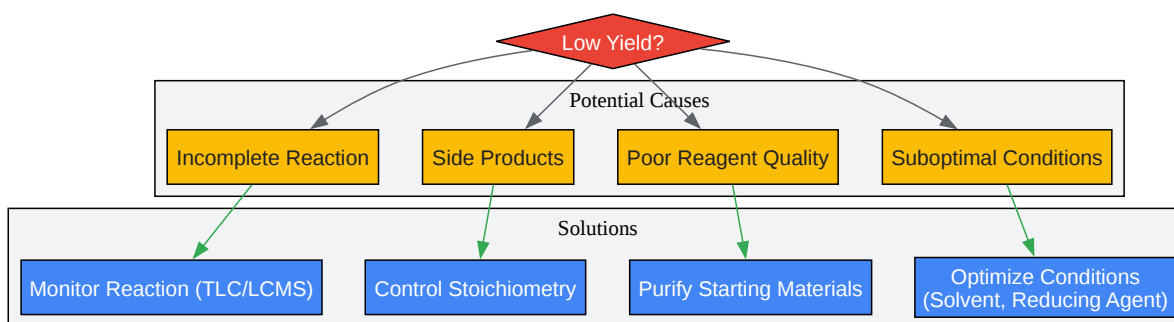 Low Yield?
Potential Causes
Incomplete Reaction
Side Products
Poor Reagent Quality
Suboptimal Conditions
Solutions
Monitor Reaction (TLC/LCMS)
Control Stoichiometry
Purify Starting Materials
Optimize Conditions
(Solvent, Reducing Agent)